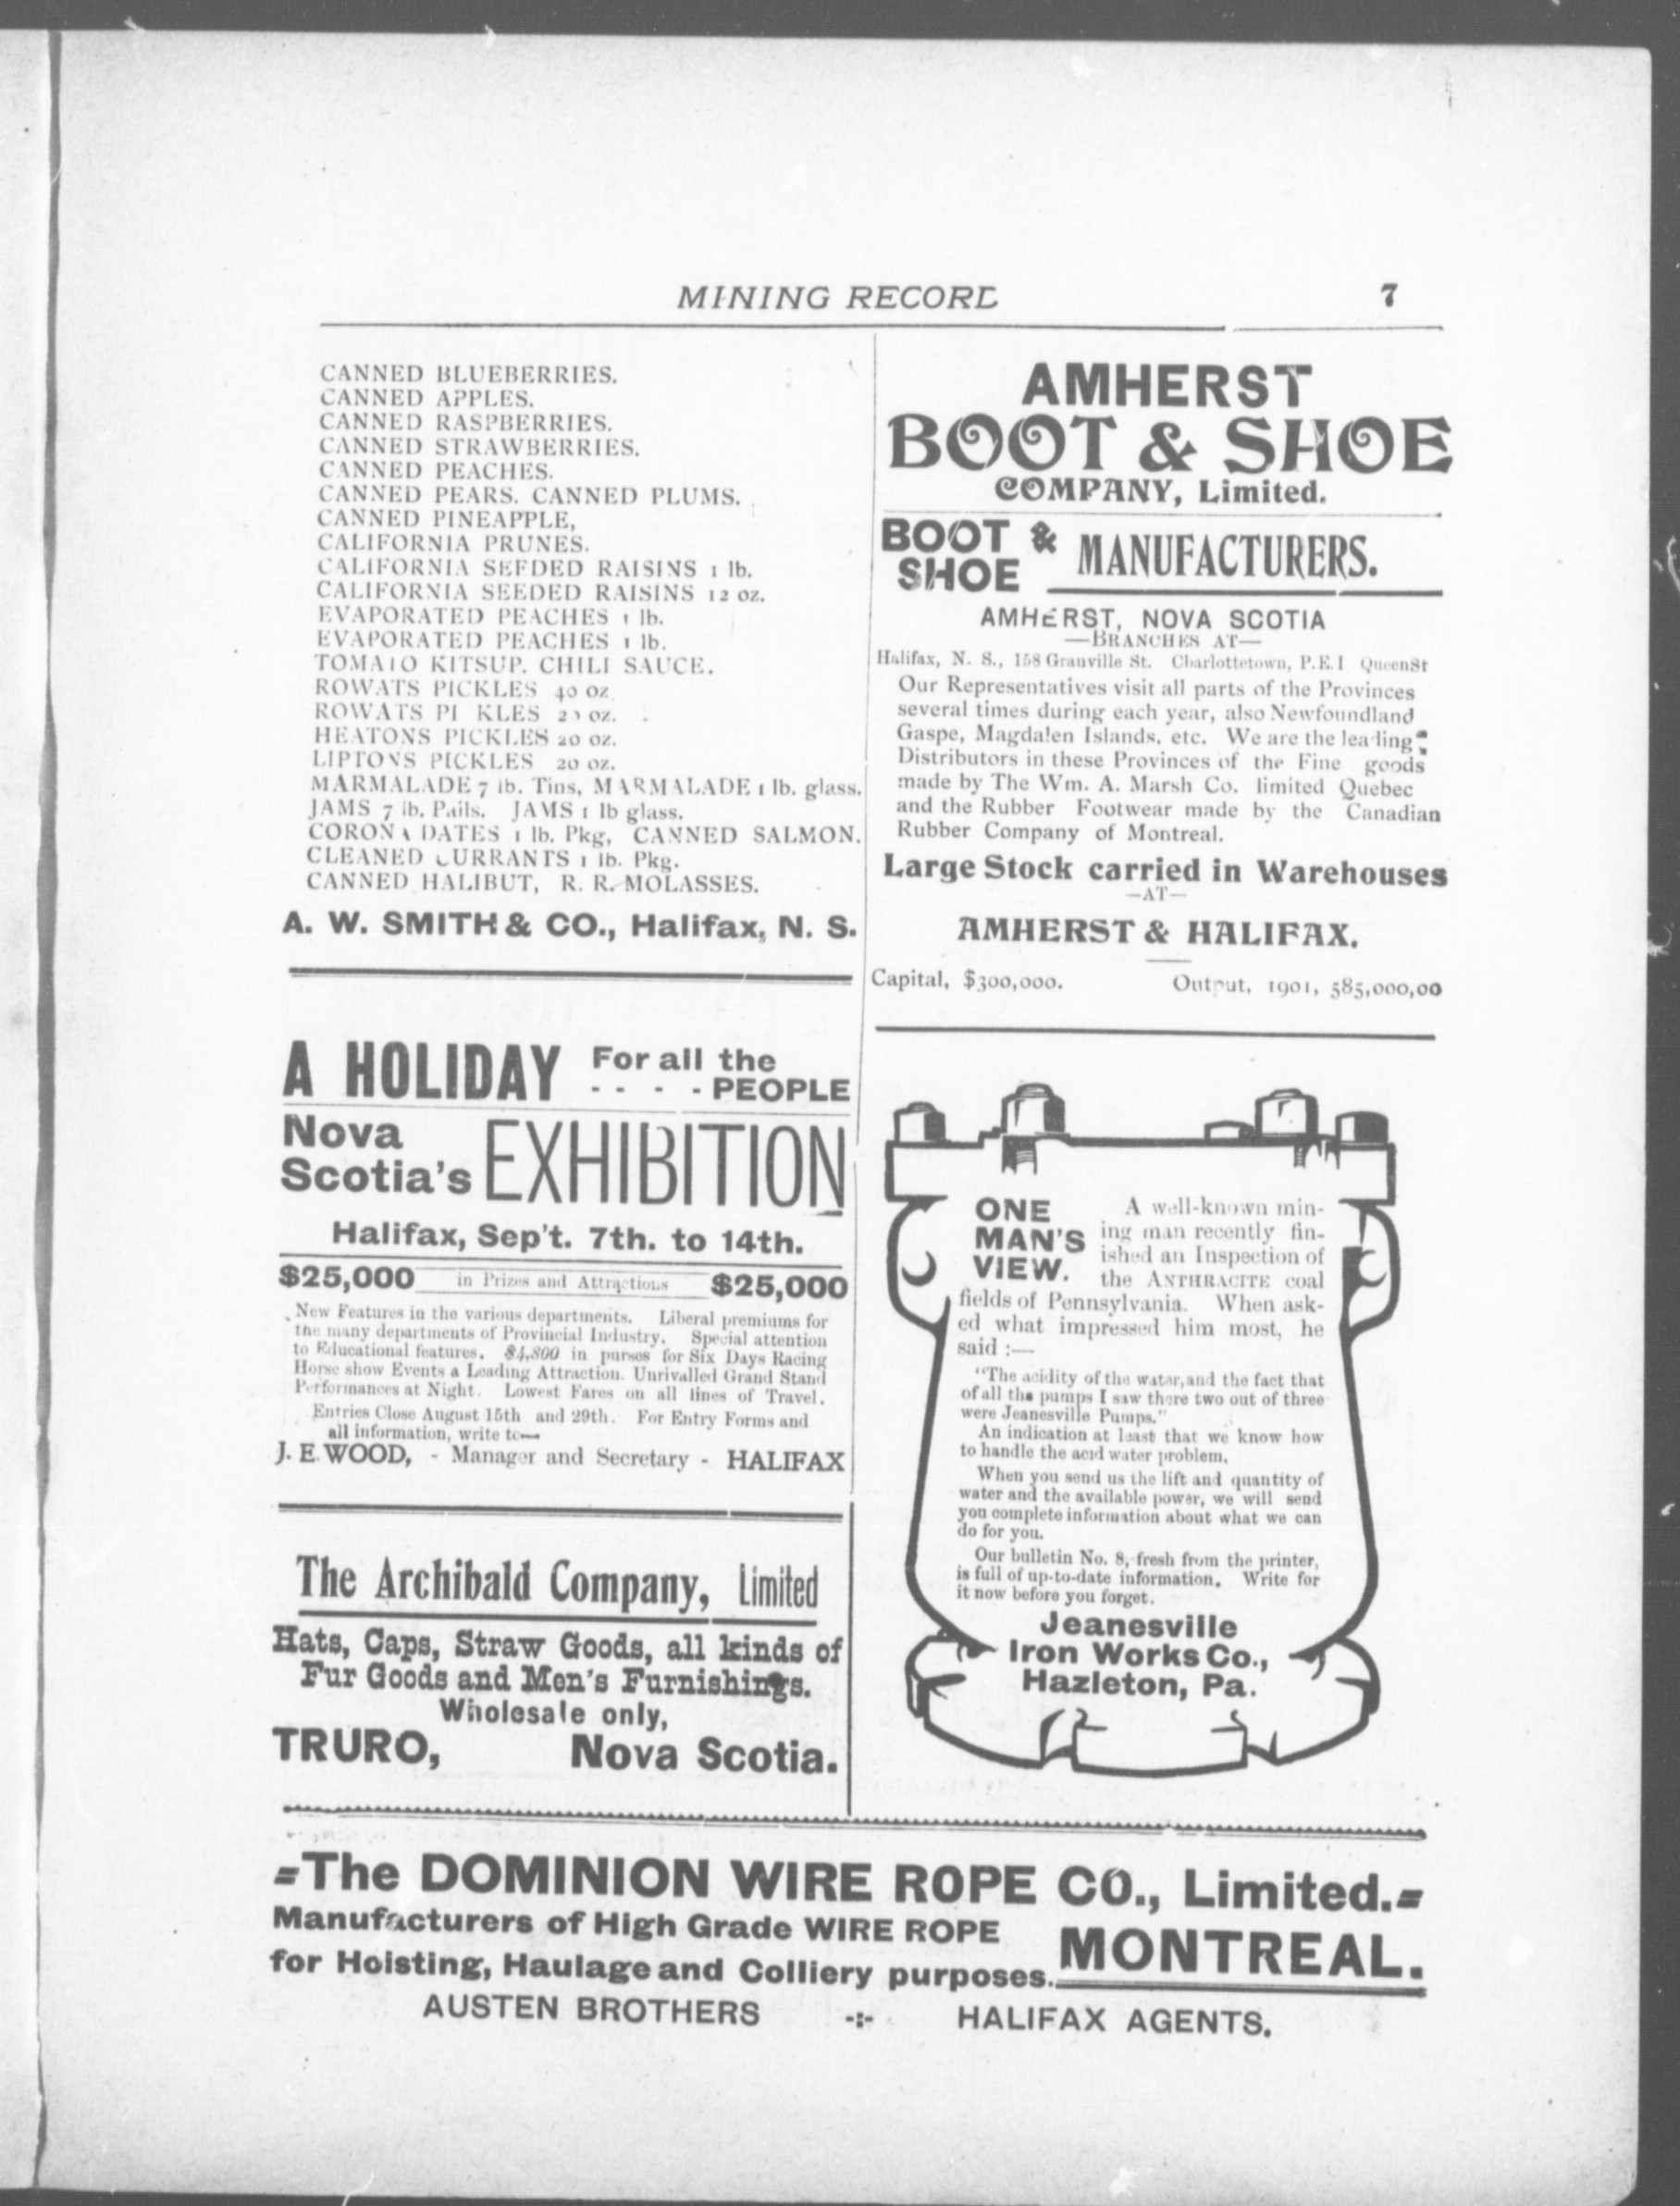 MINING RECORD 7
CANNED BLUEBERRIES.
CANNED APPLES.
CANNED RASPBERRIES.
CANNED STRAWBERRIES.
CANNED PEACHES.
CANNED PEARS. CANNED PLUMS.
CANNED PINEAPPLE,
CALIFORNIA PRUNES.
CALIFORNIA SEFDED RAISINS 1 lb.
CALIFORNIA SEEDED RAISINS 12 oz.
EVAPORATED PEACHES 1 lb.
EVAPORATED PEACHES 1 lb.
TOMATO KITSUP. CHILI SAUCE.
ROWATS PICKLES 40 oz.
ROWATS PI KLES 20 oz.
HEATONS PICKLES 20 oz.
LIPTONS PICKLES 20 oz.
MARMALADE 7 lb. Tins, MARMALADE 1 lb. glass.
JAMS 7 lb. Pails. JAMS 1 lb glass.
CORONA DATES 1 lb. Pkg, CANNED SALMON.
CLEANED CURRANTS 1 lb. Pkg.
CANNED HALIBUT, R. R. MOLASSES.
A. W. SMITH & CO., Halifax, N. S.
A HOLIDAY For all the
- - - - PEOPLE
Nova
Scotia's EXHIBITION
Halifax, Sep't. 7th. to 14th.
$25,000 in Prizes and Attractions $25,000
New Features in the various departments. Liberal premiums for
the many departments of Provincial Industry. Special attention
to Educational features. $4,800 in purses for Six Days Racing
Horse show Events a Leading Attraction. Unrivalled Grand Stand
Performances at Night. Lowest Fares on all lines of Travel.
Entries Close August 15th and 29th. For Entry Forms and
all information, write to—
J. E. WOOD, - Manager and Secretary - HALIFAX
The Archibald Company, Limited
Hats, Caps, Straw Goods, all kinds of
Fur Goods and Men's Furnishings.
Wholesale only,
TRURO, Nova Scotia.
AMHERST
BOOT & SHOE
COMPANY, Limited.
BOOT &
SHOE MANUFACTURERS.
AMHERST, NOVA SCOTIA
—BRANCHES AT—
Halifax, N. S., 158 Granville St. Charlottetown, P.E.I QueenSt
Our Representatives visit all parts of the Provinces
several times during each year, also Newfoundland
Gaspe, Magdalen Islands, etc. We are the leading
Distributors in these Provinces of the Fine goods
made by The Wm. A. Marsh Co. limited Quebec
and the Rubber Footwear made by the Canadian
Rubber Company of Montreal.
Large Stock carried in Warehouses
—AT—
AMHERST & HALIFAX.
Capital, $300,000. Output, 1901, 585,000,00
ONE
MAN'S
VIEW.
A well-known min-
ing man recently fin-
ished an Inspection of
the ANTHRACITE coal
fields of Pennsylvania. When ask-
ed what impressed him most, he
said :—
"The acidity of the water, and the fact that
of all the pumps I saw there two out of three
were Jeanesville Pumps."
An indication at least that we know how
to handle the acid water problem.
When you send us the lift and quantity of
water and the available power, we will send
you complete information about what we can
do for you.
Our bulletin No. 8, fresh from the printer,
is full of up-to-date information. Write for
it now before you forget.
Jeanesville
Iron Works Co.,
Hazleton, Pa.
The DOMINION WIRE ROPE CO., Limited.
Manufacturers of High Grade WIRE ROPE
for Hoisting, Haulage and Colliery purposes. MONTREAL.
AUSTEN BROTHERS -:- HALIFAX AGENTS.